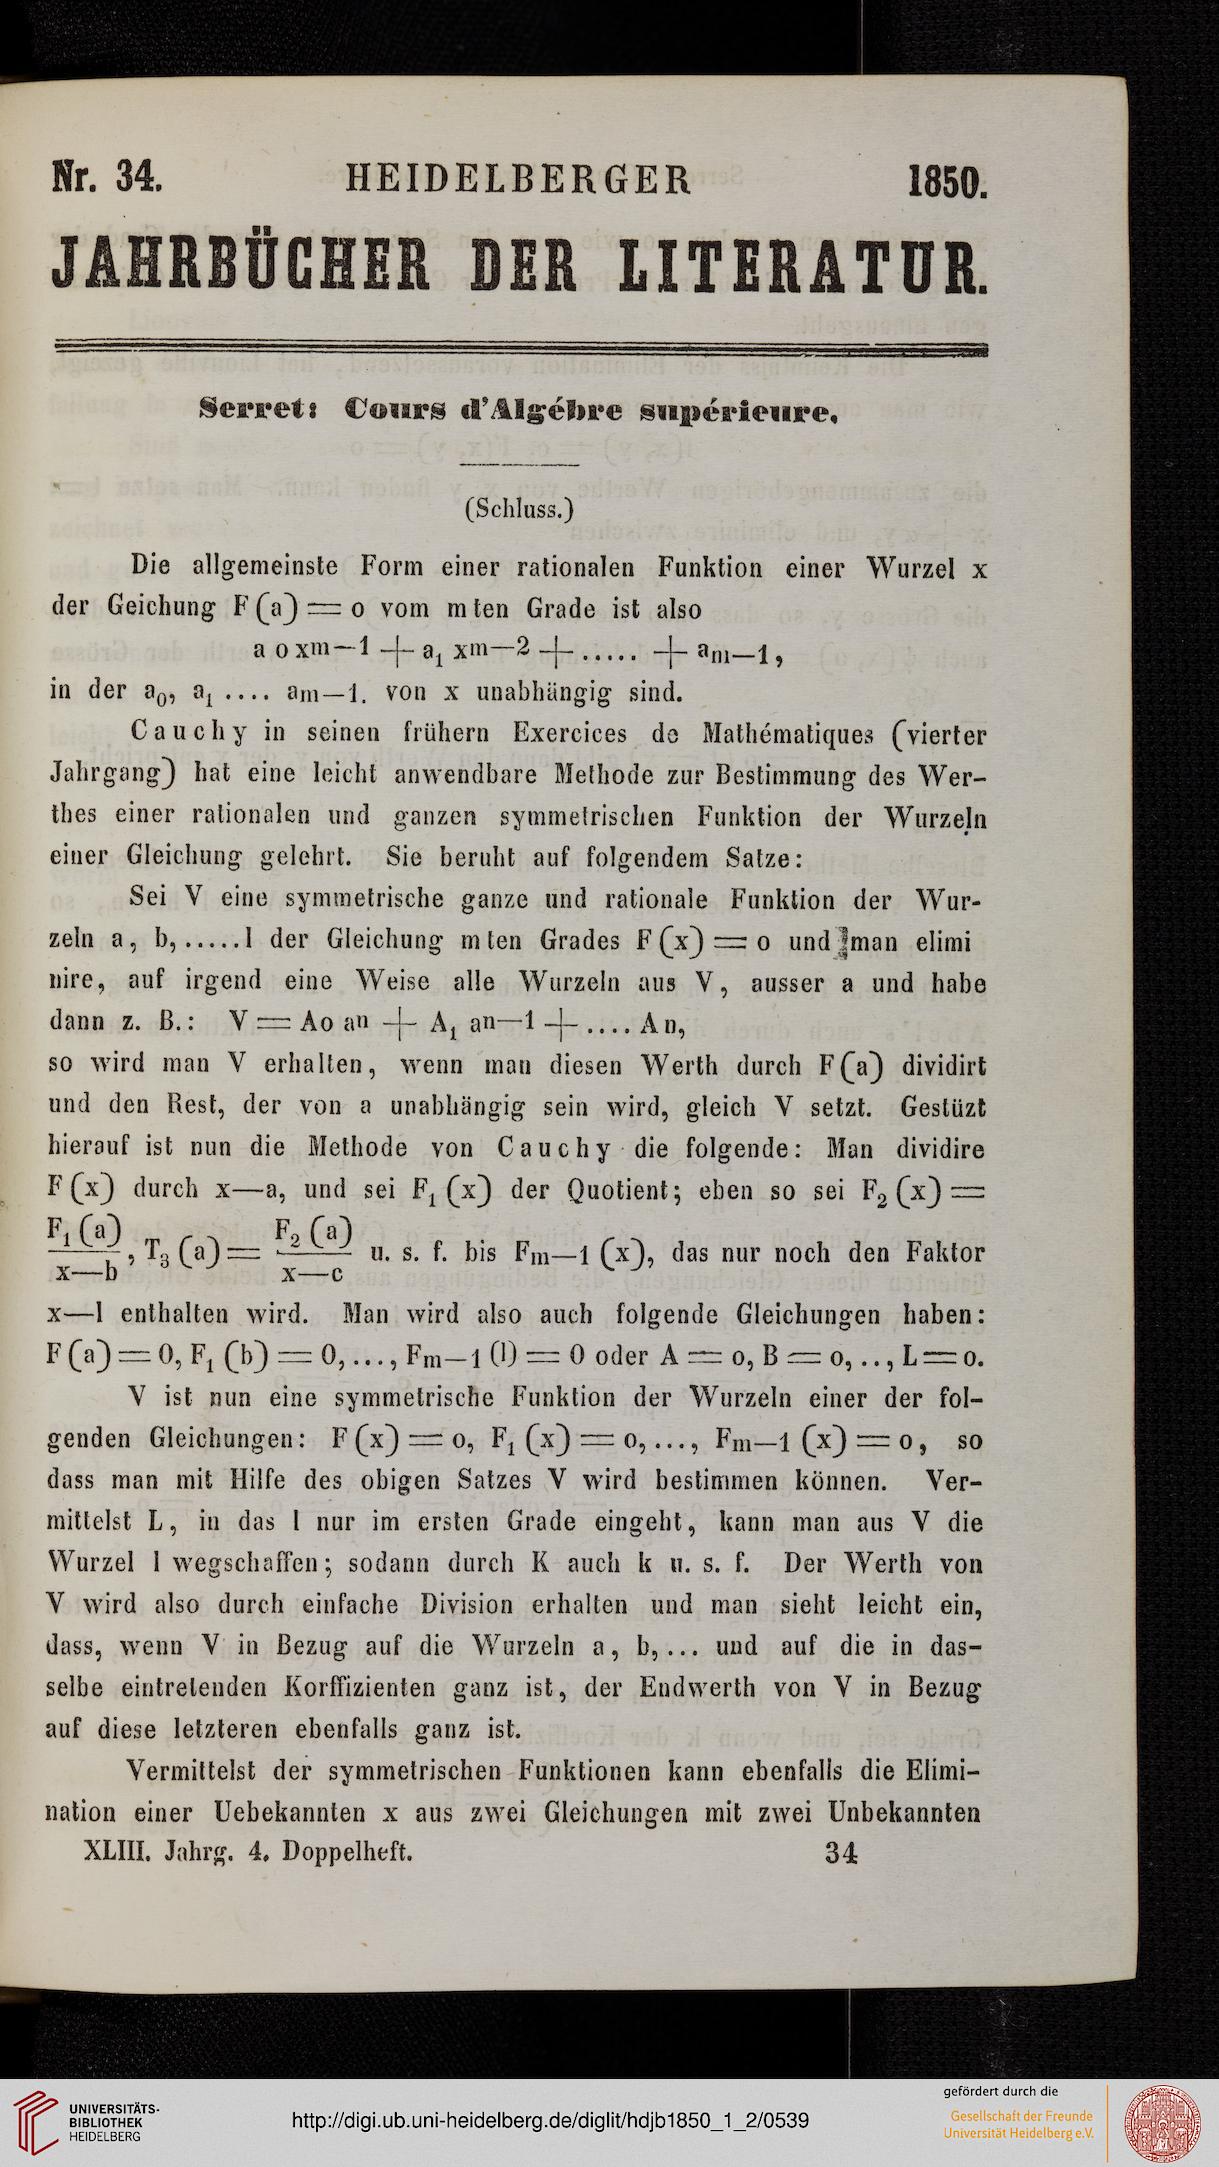 Nr. 34. HEIDELBERGER 1850.
JAHRBÜCHER DER LITERATUR.
Serret: Cours d'Algébre supérieure.
(Schluss.)
Die allgemeinste Form einer rationalen Funktion einer Wurzel x
der Geichung F(a) = o vom mten Grade ist also
a o xm—1 + a₁ xm—2 + ..... + am—1,
in der a₀, a₁ .... am—1. von x unabhängig sind.
Cauchy in seinen frühern Exercices de Mathématiques (vierter
Jahrgang) hat eine leicht anwendbare Methode zur Bestimmung des Wer-
thes einer rationalen und ganzen symmetrischen Funktion der Wurzeln
einer Gleichung gelehrt. Sie beruht auf folgendem Satze:
Sei V eine symmetrische ganze und rationale Funktion der Wur-
zeln a, b,.....l der Gleichung mten Grades F(x) = o und man elimi
nire, auf irgend eine Weise alle Wurzeln aus V, ausser a und habe
dann z. B.: V = Ao an + A₁ an—1 + .... An,
so wird man V erhalten, wenn man diesen Werth durch F(a) dividirt
und den Rest, der von a unabhängig sein wird, gleich V setzt. Gestüzt
hierauf ist nun die Methode von Cauchy die folgende: Man dividire
F(x) durch x—a, und sei F₁(x) der Quotient; eben so sei F₂(x) =
F₁(a)/x—b, T₃(a) = F₂(a)/x—c u. s. f. bis Fm—1 (x), das nur noch den Faktor
x—l enthalten wird. Man wird also auch folgende Gleichungen haben:
F(a) = 0, F₁ (b) = 0,..., Fm—1 (l) = 0 oder A = o, B = o,.., L = o.
V ist nun eine symmetrische Funktion der Wurzeln einer der fol-
genden Gleichungen: F(x) = o, F₁(x) = o,..., Fm—1 (x) = o, so
dass man mit Hilfe des obigen Satzes V wird bestimmen können. Ver-
mittelst L, in das l nur im ersten Grade eingeht, kann man aus V die
Wurzel l wegschaffen; sodann durch K auch k u. s. f. Der Werth von
V wird also durch einfache Division erhalten und man sieht leicht ein,
dass, wenn V in Bezug auf die Wurzeln a, b,... und auf die in das-
selbe eintretenden Korffizienten ganz ist, der Endwerth von V in Bezug
auf diese letzteren ebenfalls ganz ist.
Vermittelst der symmetrischen Funktionen kann ebenfalls die Elimi-
nation einer Uebekannten x aus zwei Gleichungen mit zwei Unbekannten
XLIII. Jahrg. 4. Doppelheft. 34
UNIVERSITÄTS-
BIBLIOTHEK
HEIDELBERG
http://digi.ub.uni-heidelberg.de/diglit/hdjb1850_1_2/0539
gefördert durch die
Gesellschaft der Freunde
Universität Heidelberg e.V.